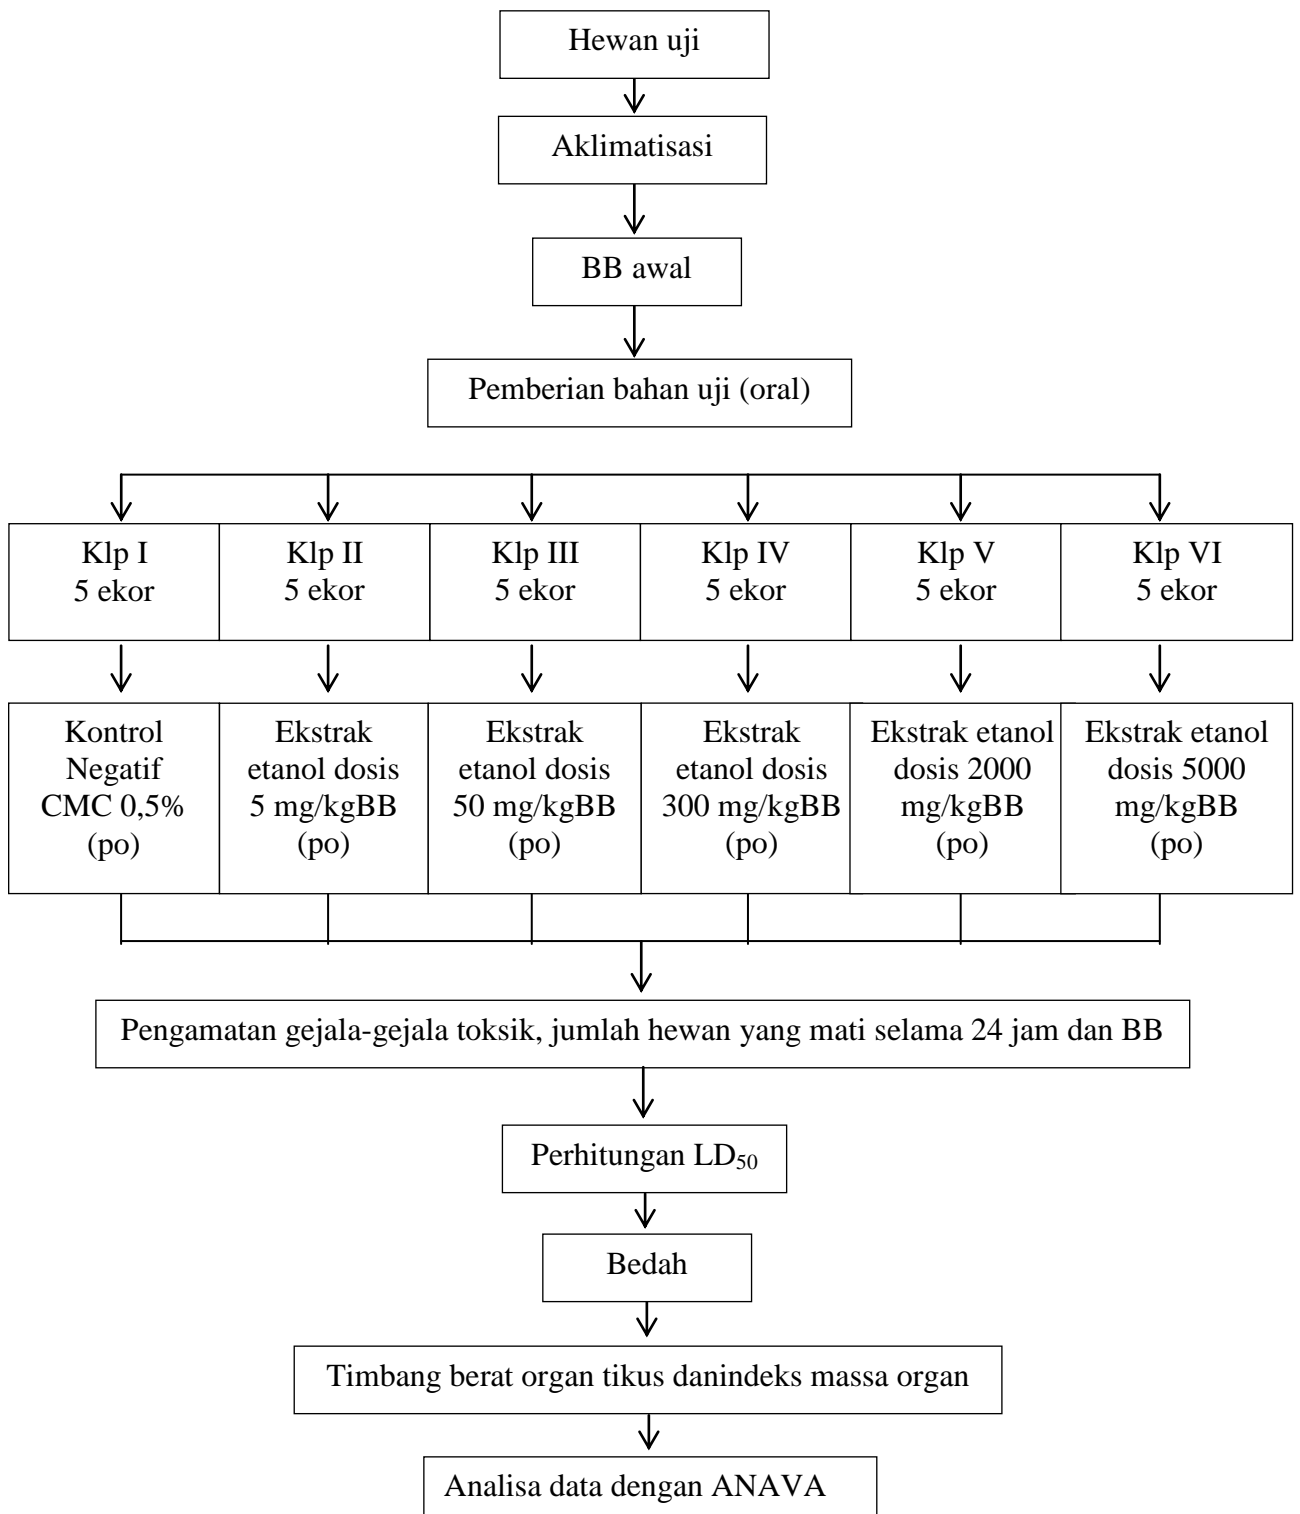 Hewan uji
Aklimatisasi
BB awal
Pemberian bahan uji (oral)
Klp I
5 ekor
Klp II
5 ekor
Klp III
5 ekor
Klp IV
5 ekor
Klp V
5 ekor
Klp VI
5 ekor
Kontrol
Negatif
CMC 0,5%
(po)
Ekstrak
etanol dosis
5 mg/kgBB
(po)
Ekstrak
etanol dosis
50 mg/kgBB
(po)
Ekstrak
etanol dosis
300 mg/kgBB
(po)
Ekstrak etanol
dosis 2000
mg/kgBB
(po)
Ekstrak etanol
dosis 5000
mg/kgBB
(po)
Pengamatan gejala-gejala toksik, jumlah hewan yang mati selama 24 jam dan BB
Perhitungan LD₅₀
Bedah
Timbang berat organ tikus danindeks massa organ
Analisa data dengan ANAVA